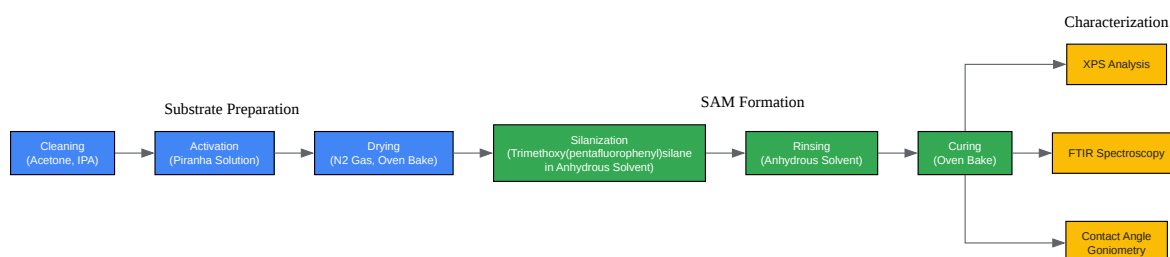 Characterization
XPS Analysis
Substrate Preparation
SAM Formation
Cleaning
(Acetone, IPA)
Activation
(Piranha Solution)
Drying
(N2 Gas, Oven Bake)
Silanization
(Trimethoxy(pentafluorophenyl)silane
in Anhydrous Solvent)
Rinsing
(Anhydrous Solvent)
Curing
(Oven Bake)
FTIR Spectroscopy
Contact Angle
Goniometry